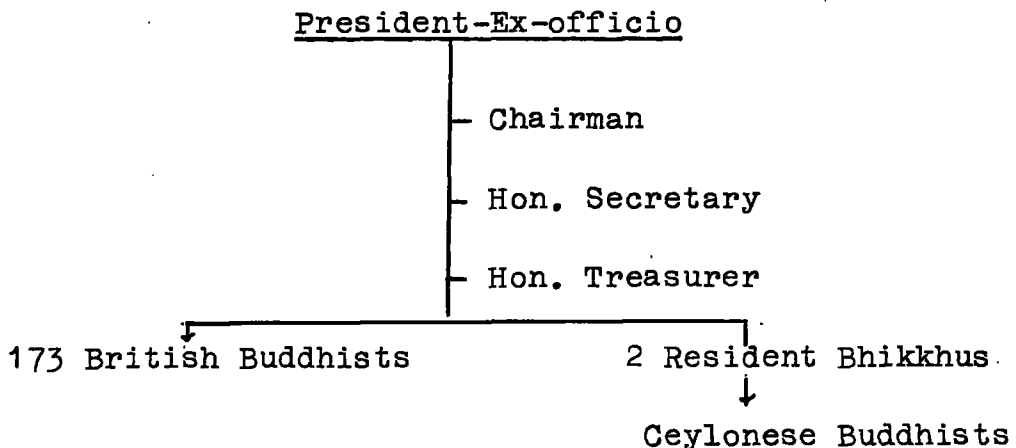 President-Ex-officio
Chairman
Hon. Secretary
Hon. Treasurer
173 British Buddhists 2 Resident Bhikkhus
Ceylonese Buddhists